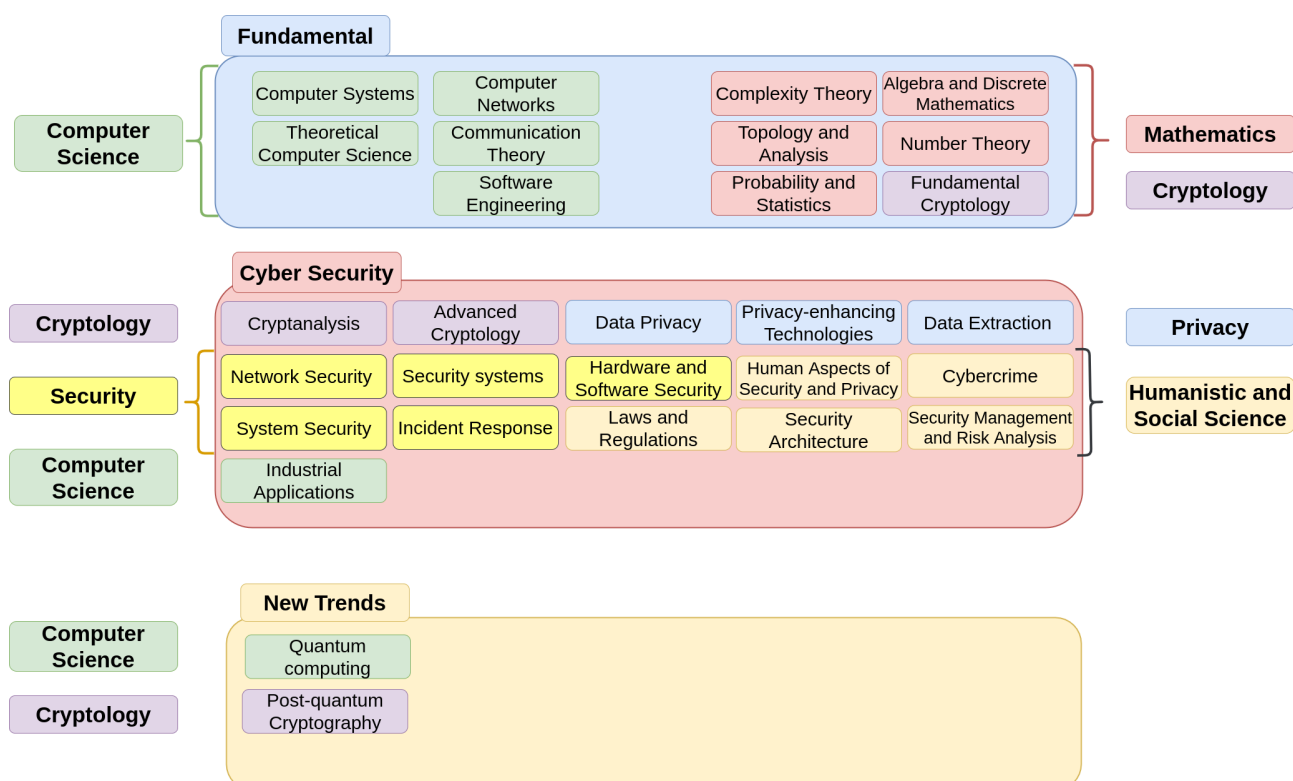 Fundamental
Computer
Science
Computer Systems
Computer
Networks
Theoretical
Computer Science
Communication
Theory
Software
Engineering
Complexity Theory
Algebra and Discrete
Mathematics
Topology and
Analysis
Number Theory
Probability and
Statistics
Fundamental
Cryptology
Mathematics
Cryptology
Cyber Security
Cryptology
Cryptanalysis
Advanced
Cryptology
Data Privacy
Privacy-enhancing
Technologies
Data Extraction
Privacy
Security
Network Security
Security systems
Hardware and
Software Security
Human Aspects of
Security and Privacy
Cybercrime
Humanistic and
Social Science
System Security
Incident Response
Laws and
Regulations
Security
Architecture
Security Management
and Risk Analysis
Computer
Science
Industrial
Applications
New Trends
Computer
Science
Quantum
computing
Cryptology
Post-quantum
Cryptography